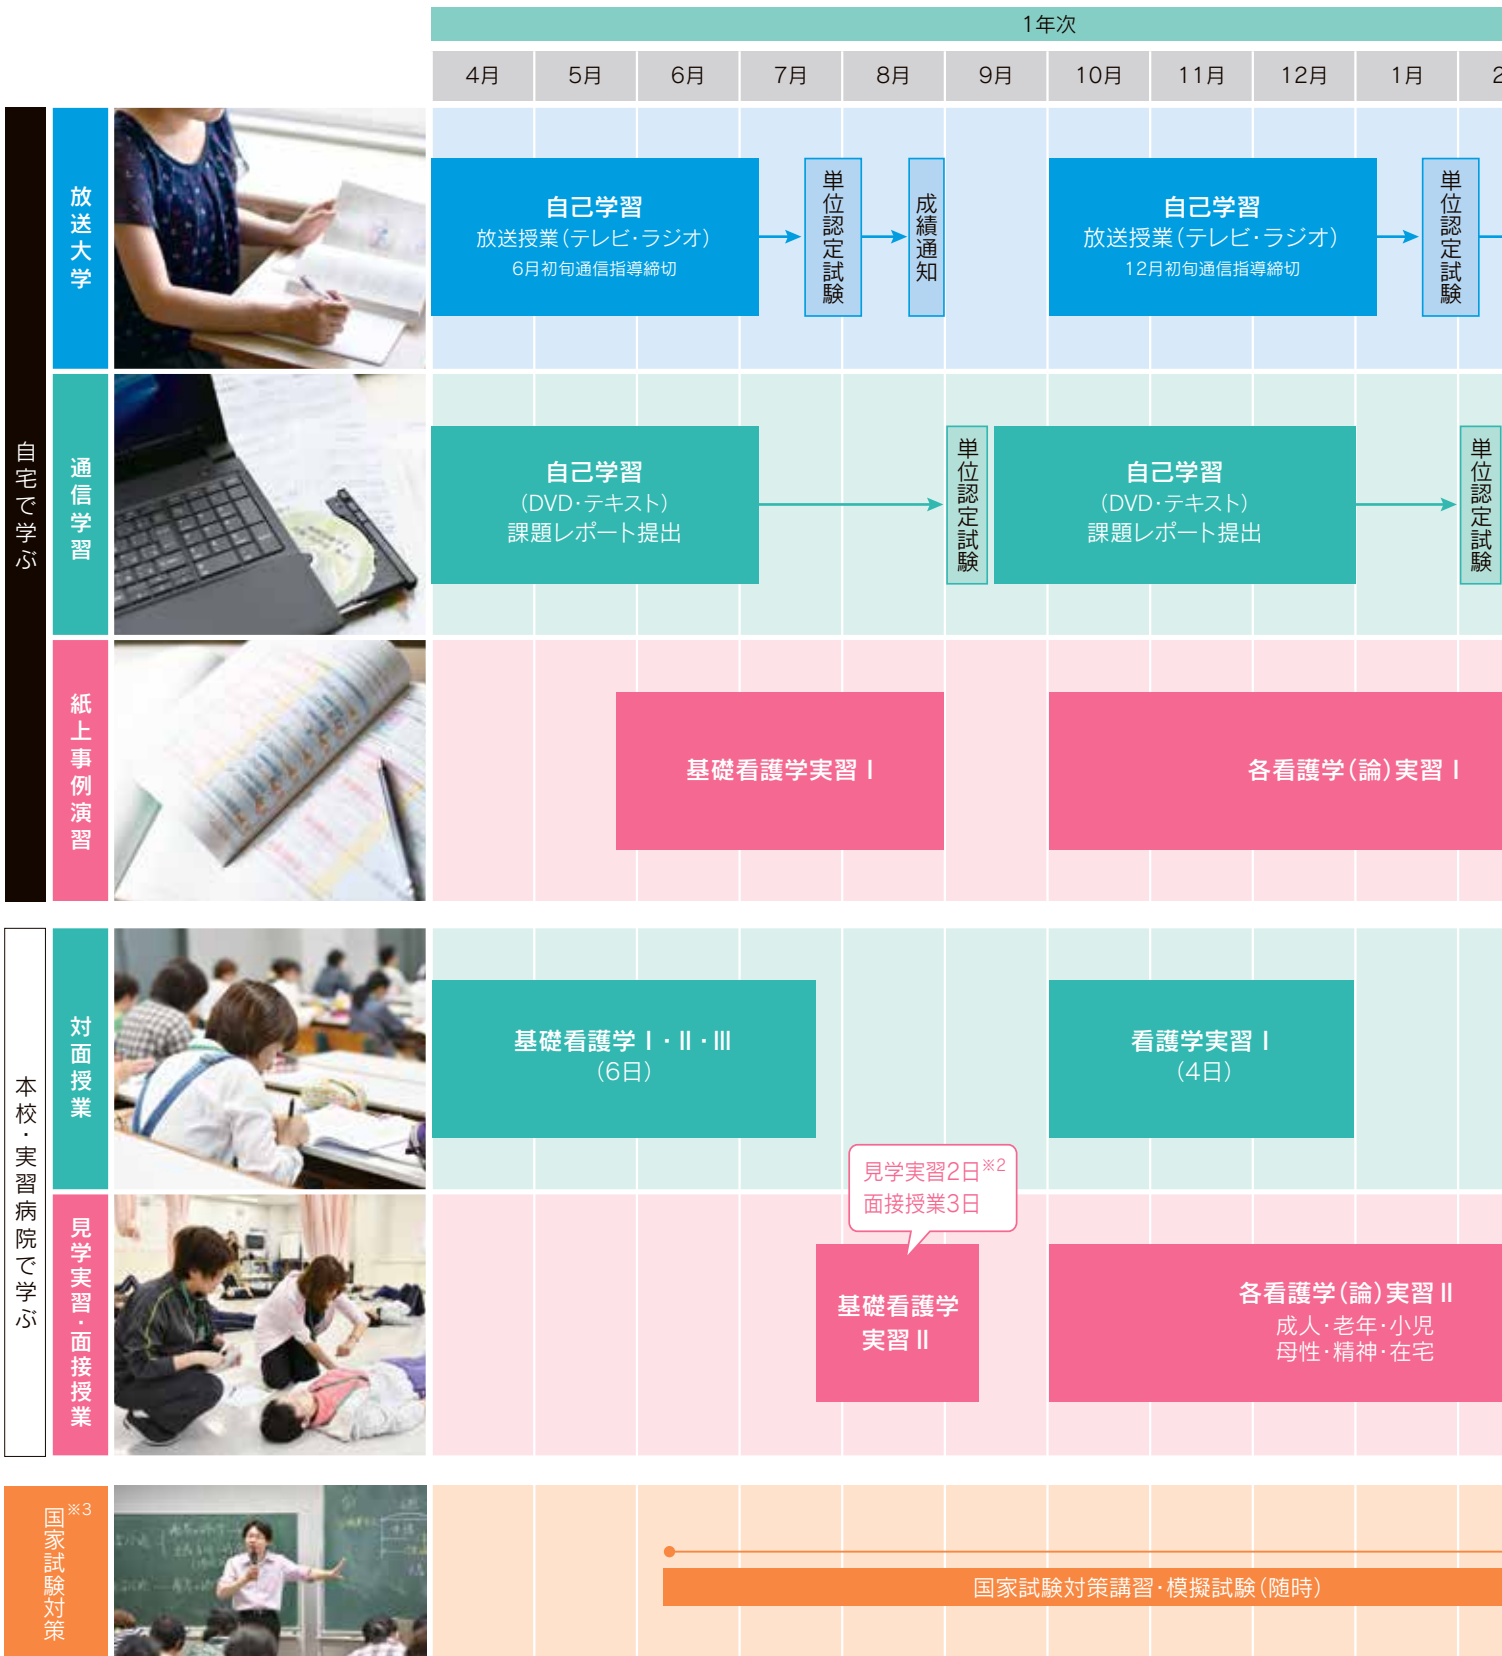 1年次
4月
5月
6月
7月
8月
9月
10月
11月
12月
1月
2
自宅で学ぶ
放送大学
自己学習
放送授業(テレビ・ラジオ)
6月初旬通信指導締切
単位認定試験
成績通知
自己学習
放送授業(テレビ・ラジオ)
12月初旬通信指導締切
単位認定試験
通信学習
自己学習
(DVD・テキスト)
課題レポート提出
単位認定試験
自己学習
(DVD・テキスト)
課題レポート提出
単位認定試験
紙上事例演習
基礎看護学実習Ⅰ
各看護学(論)実習Ⅰ
本校・実習病院で学ぶ
対面授業
基礎看護学Ⅰ・Ⅱ・Ⅲ
(6日)
看護学実習Ⅰ
(4日)
見学実習・面接授業
見学実習2日※2
面接授業3日
基礎看護学
実習Ⅱ
各看護学(論)実習Ⅱ
成人・老年・小児
母性・精神・在宅
国家試験対策※3
国家試験対策講習・模擬試験(随時)